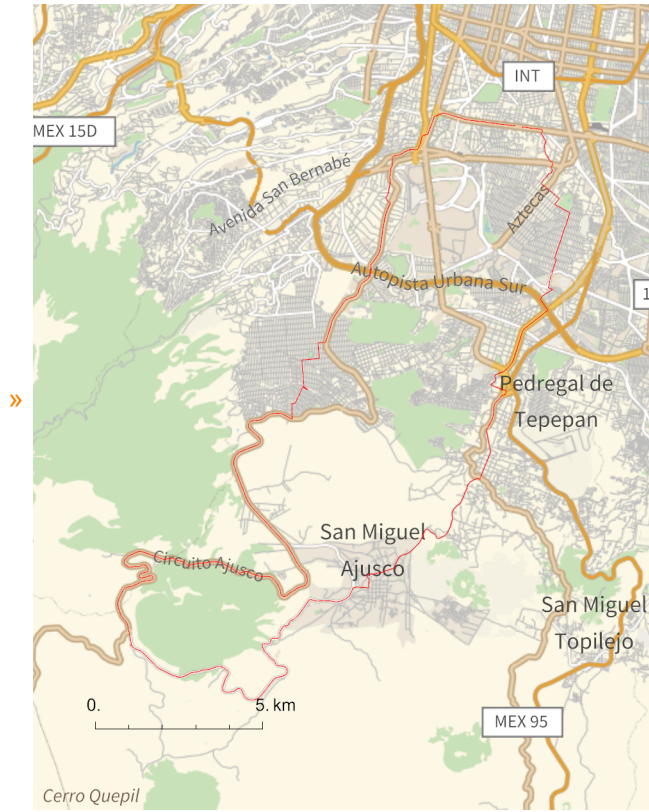 INT
MEX 15D
Avenida San Bernabé
Aztecas
Autopista Urbana Sur
1
»
Pedregal de
Tepepan
San Miguel
Ajusco
Circuito Ajusco
San Miguel
Topilejo
0.
5. km
MEX 95
Cerro Quepil